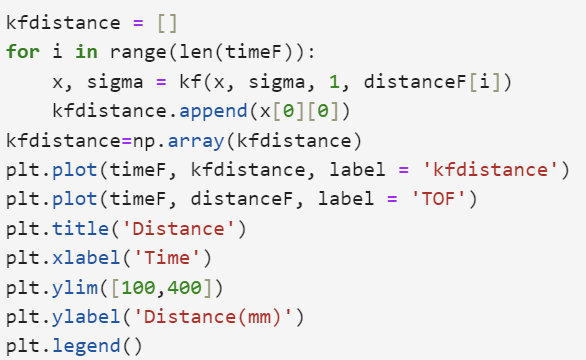 kfdistance = []
for i in range(len(timeF)):
    x, sigma = kf(x, sigma, 1, distanceF[i])
    kfdistance.append(x[0][0])
kfdistance=np.array(kfdistance)
plt.plot(timeF, kfdistance, label = 'kfdistance')
plt.plot(timeF, distanceF, label = 'TOF')
plt.title('Distance')
plt.xlabel('Time')
plt.ylim([100,400])
plt.ylabel('Distance(mm)')
plt.legend()